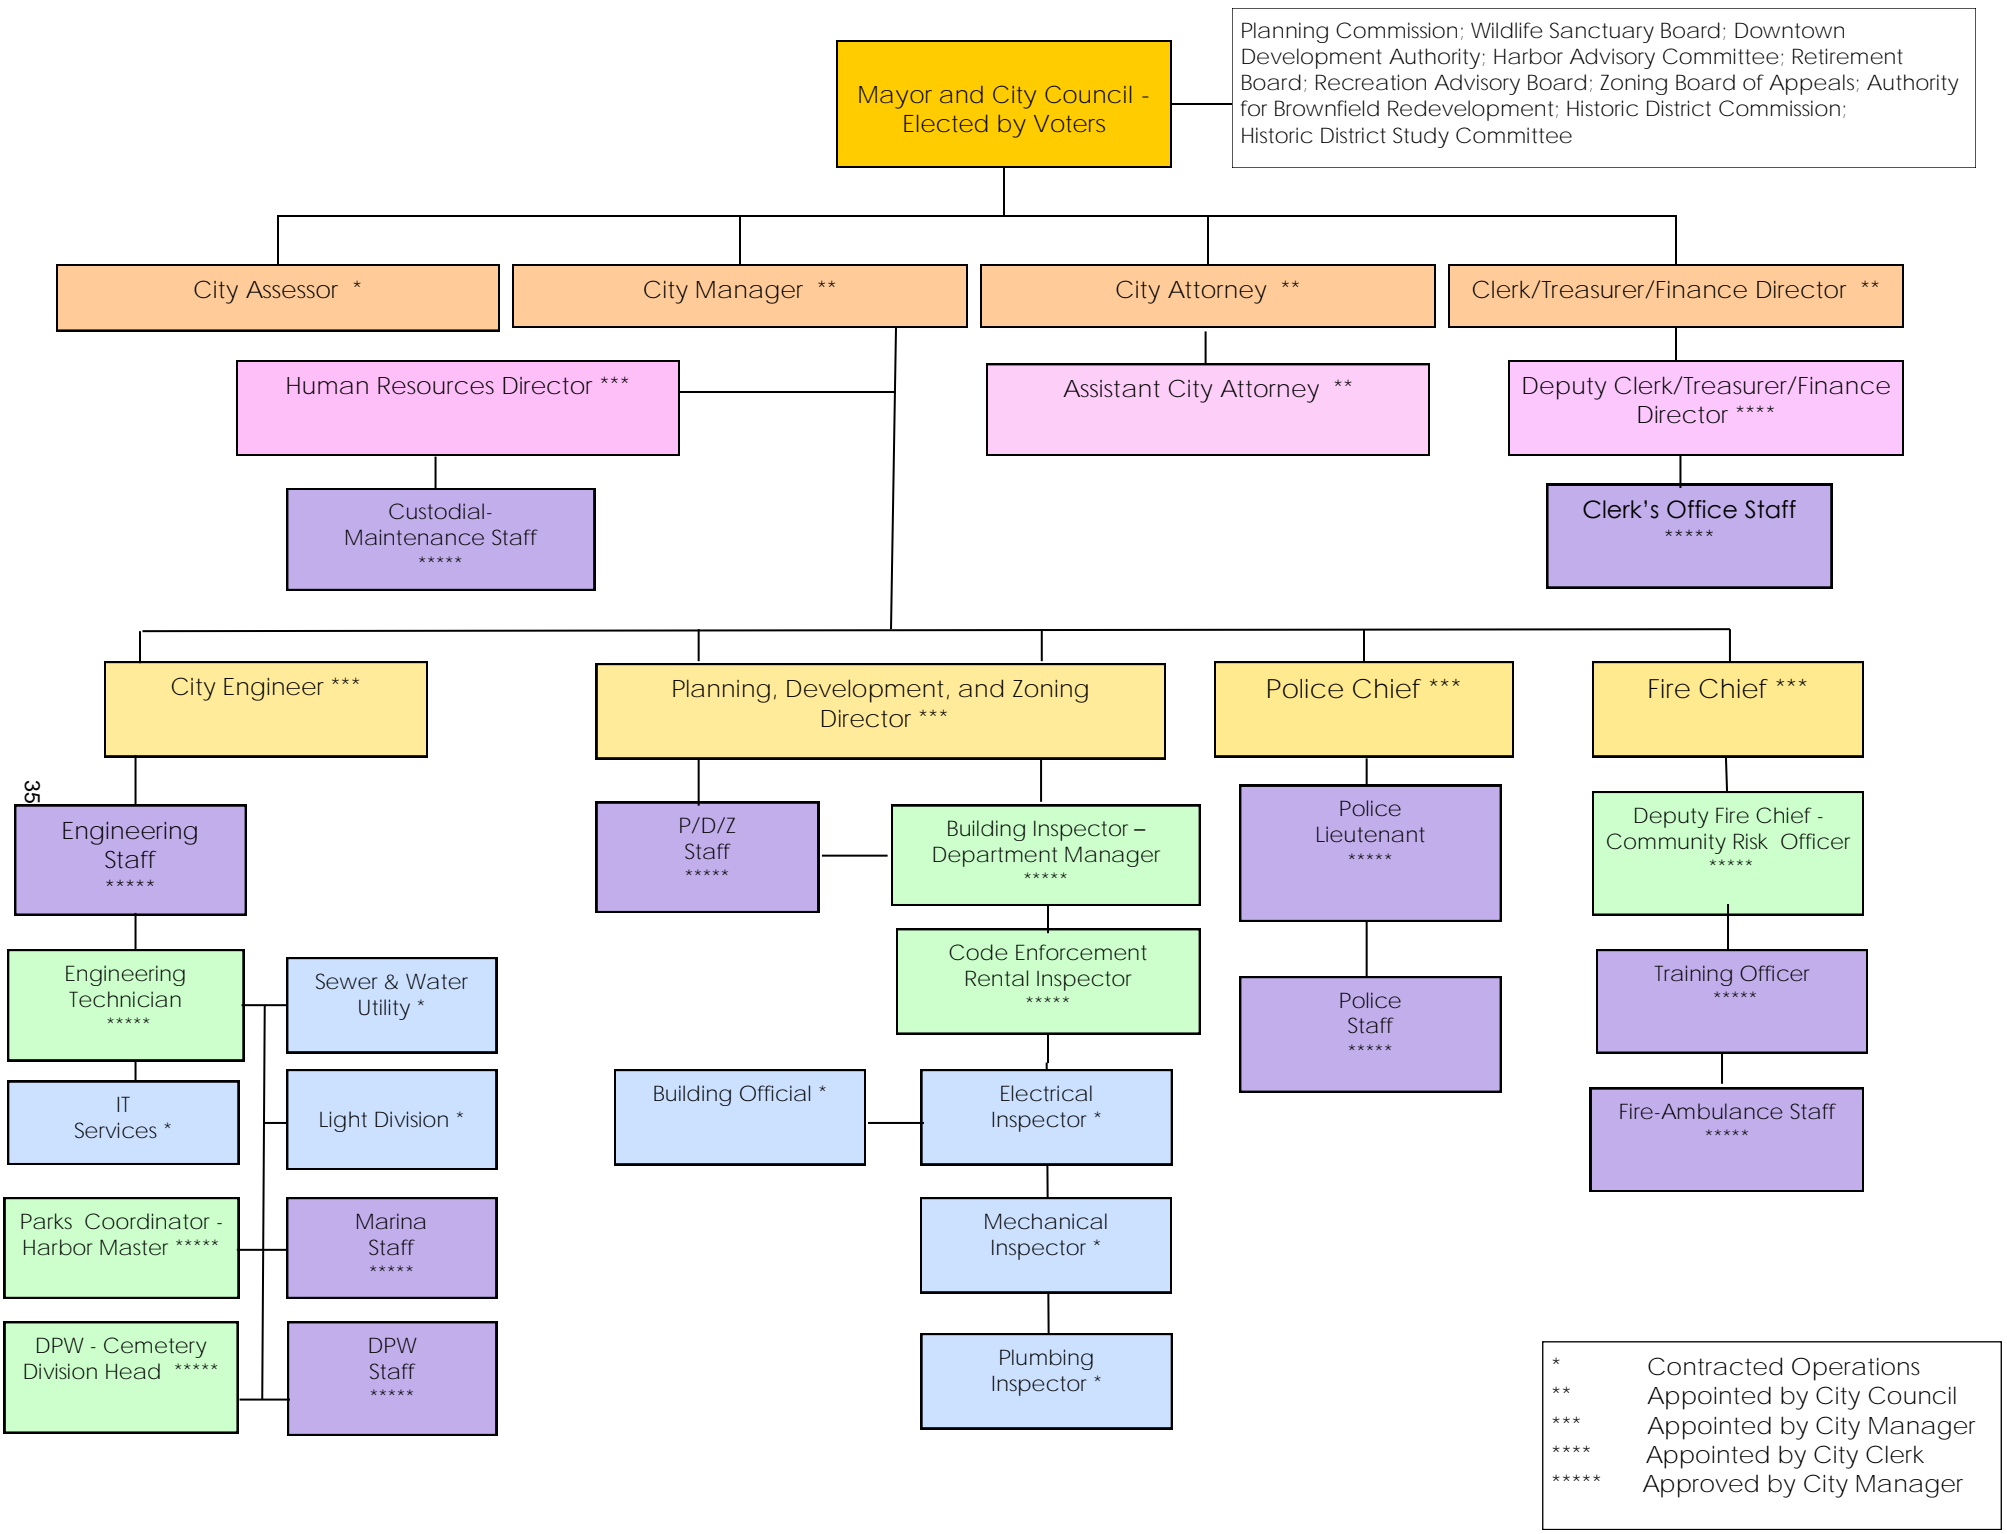 Planning Commission; Wildlife Sanctuary Board; Downtown
Development Authority; Harbor Advisory Committee; Retirement
Board; Recreation Advisory Board; Zoning Board of Appeals; Authority
for Brownfield Redevelopment; Historic District Commission;
Historic District Study Committee
Mayor and City Council -
Elected by Voters
City Assessor *
City Manager **
City Attorney **
Clerk/Treasurer/Finance Director **
Human Resources Director ***
Assistant City Attorney **
Deputy Clerk/Treasurer/Finance
Director ****
Custodial-
Maintenance Staff
*****
Clerk’s Office Staff
*****
City Engineer ***
Planning, Development, and Zoning
Director ***
Police Chief ***
Fire Chief ***
35
Engineering
Staff
*****
P/D/Z
Staff
*****
Building Inspector –
Department Manager
*****
Police
Lieutenant
*****
Deputy Fire Chief -
Community Risk Officer
*****
Engineering
Technician
*****
Sewer & Water
Utility *
Code Enforcement
Rental Inspector
*****
Police
Staff
*****
Training Officer
*****
IT
Services *
Light Division *
Building Official *
Electrical
Inspector *
Fire-Ambulance Staff
*****
Parks Coordinator -
Harbor Master *****
Marina
Staff
*****
Mechanical
Inspector *
DPW - Cemetery
Division Head *****
DPW
Staff
*****
Plumbing
Inspector *
* Contracted Operations
** Appointed by City Council
*** Appointed by City Manager
**** Appointed by City Clerk
***** Approved by City Manager